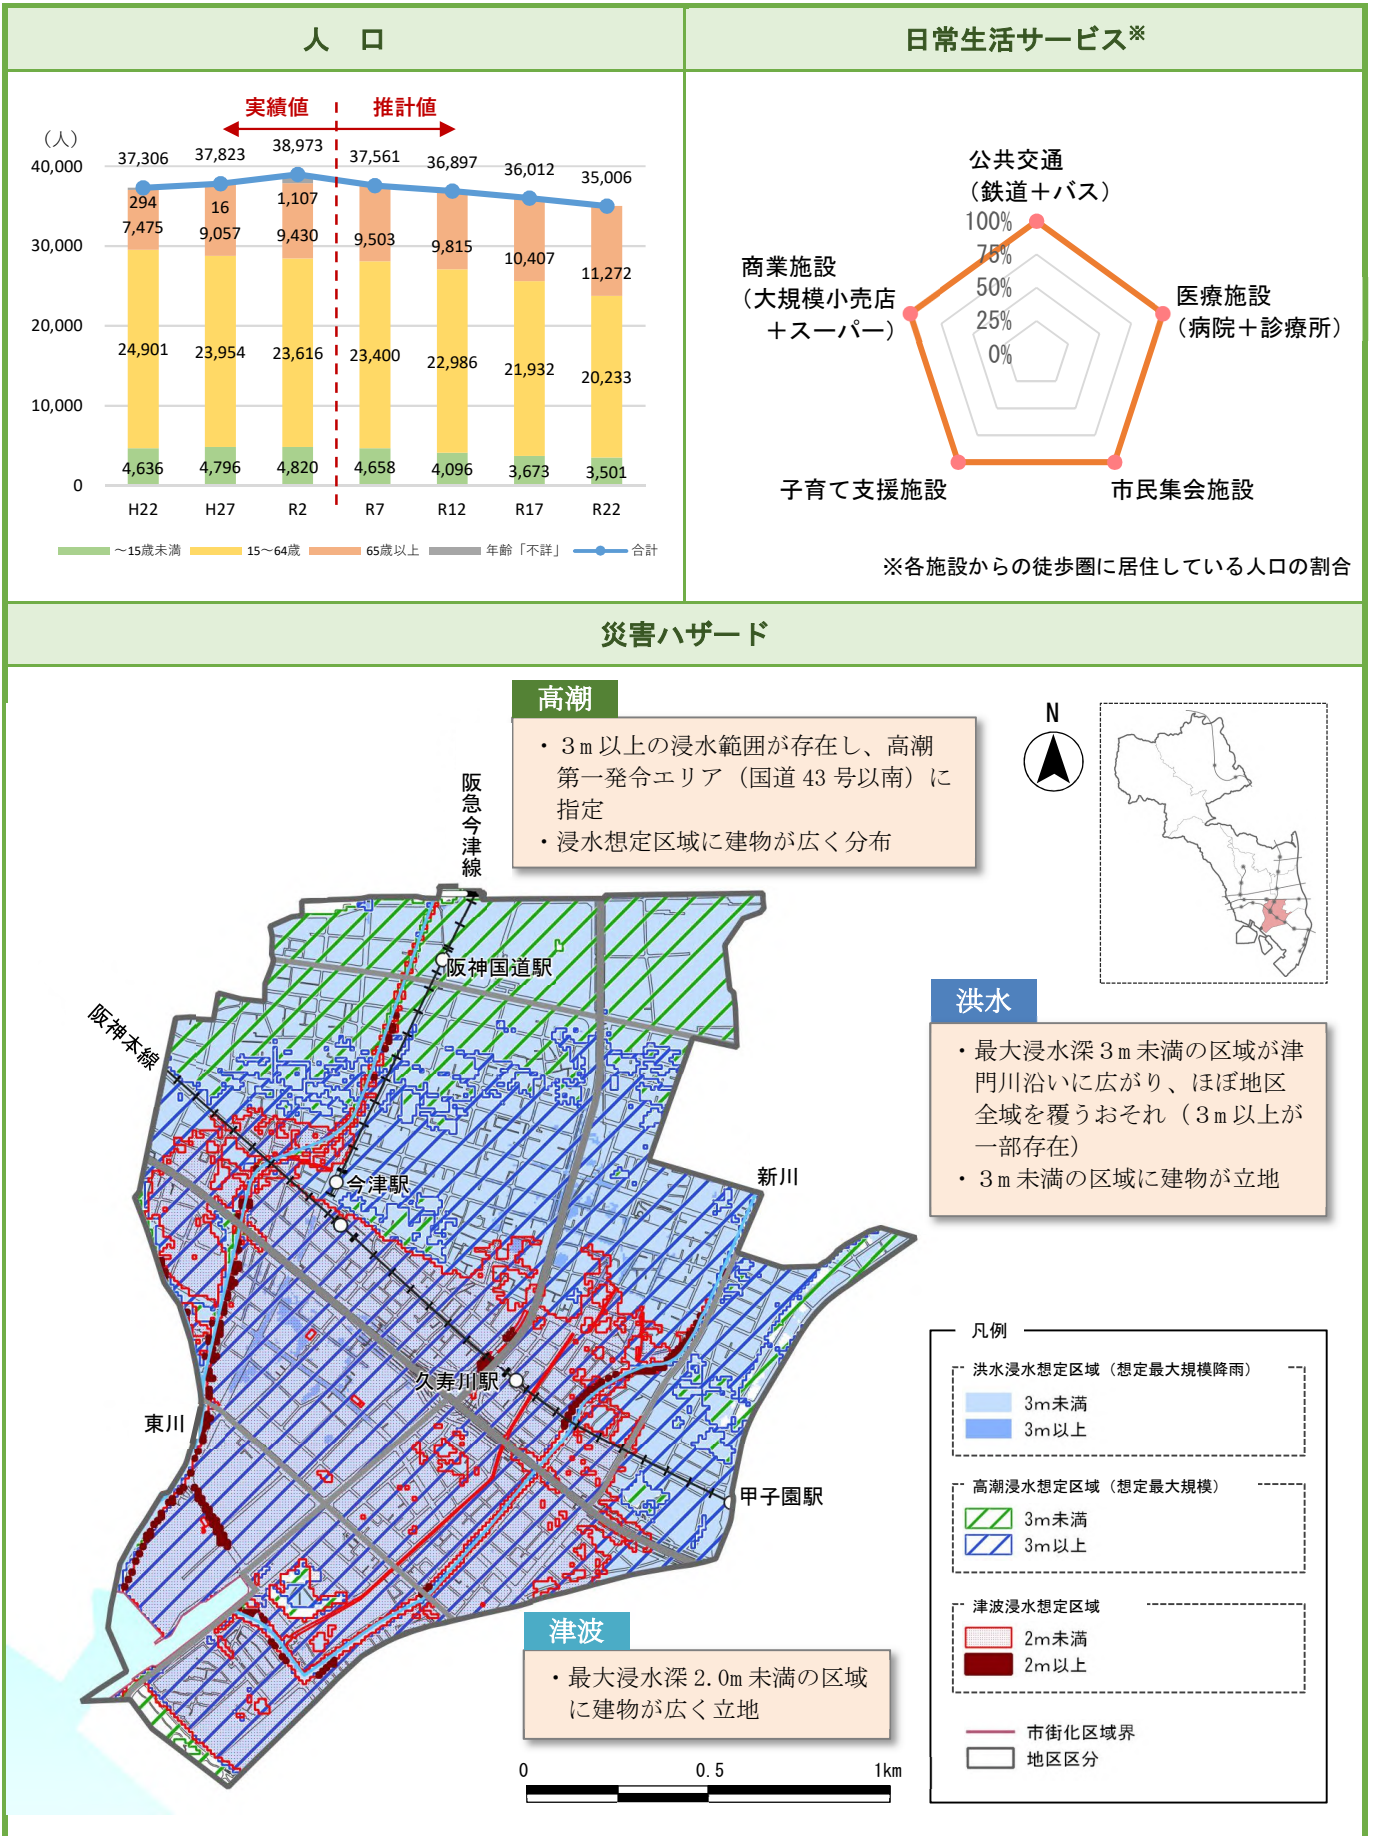 人　口
日常生活サービス※
実績値
推計値
（人）
40,000
30,000
20,000
10,000
0
37,306
37,823
38,973
37,561
36,897
36,012
35,006
294
16
1,107
7,475
9,057
9,430
9,503
9,815
10,407
11,272
24,901
23,954
23,616
23,400
22,986
21,932
20,233
4,636
4,796
4,820
4,658
4,096
3,673
3,501
H22
H27
R2
R7
R12
R17
R22
～15歳未満
15～64歳
65歳以上
年齢「不詳」
合計
公共交通
（鉄道＋バス）
100%
75%
50%
25%
0%
商業施設
（大規模小売店
＋スーパー）
医療施設
（病院＋診療所）
子育て支援施設
市民集会施設
※各施設からの徒歩圏に居住している人口の割合
災害ハザード
高潮
・３ｍ以上の浸水範囲が存在し、高潮
第一発令エリア（国道 43 号以南）に
指定
・浸水想定区域に建物が広く分布
N
阪急今津線
阪神国道駅
阪神本線
洪水
・最大浸水深３ｍ未満の区域が津
門川沿いに広がり、ほぼ地区
全域を覆うおそれ（３ｍ以上が
一部存在）
・３ｍ未満の区域に建物が立地
今津駅
新川
久寿川駅
東川
甲子園駅
凡例
洪水浸水想定区域（想定最大規模降雨）
3ｍ未満
3ｍ以上
高潮浸水想定区域（想定最大規模）
3ｍ未満
3ｍ以上
津波浸水想定区域
2ｍ未満
2ｍ以上
市街化区域界
地区区分
津波
・最大浸水深 2.0m 未満の区域
に建物が広く立地
0
0.5
1km